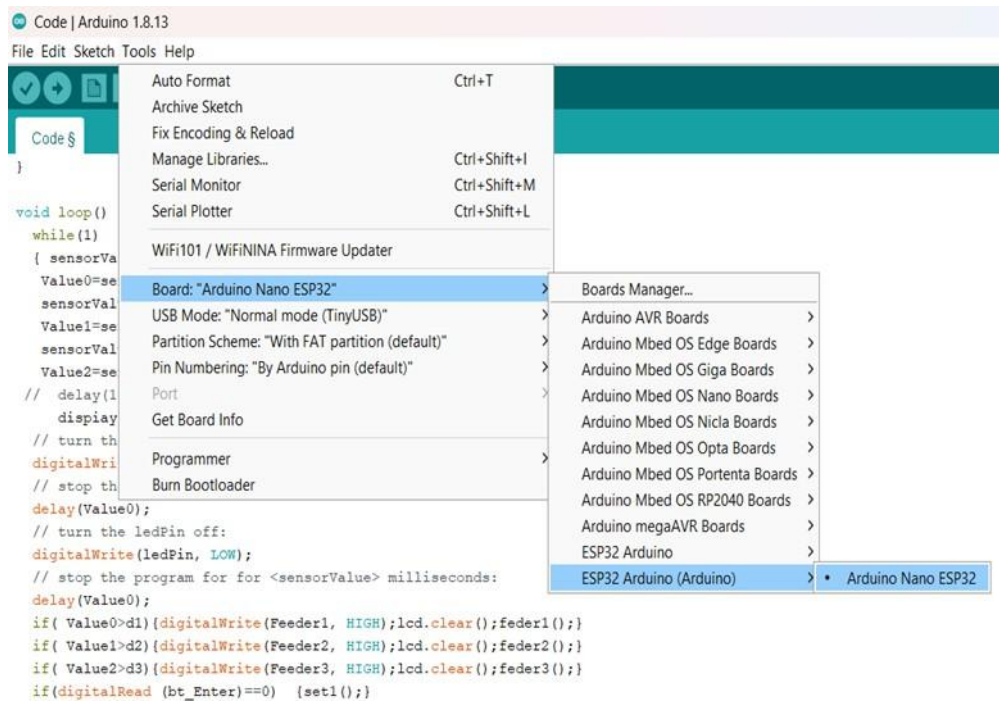 Code | Arduino 1.8.13
File Edit Sketch Tools Help
Code §
Auto Format Ctrl+T
Archive Sketch
Fix Encoding & Reload
Manage Libraries... Ctrl+Shift+I
Serial Monitor Ctrl+Shift+M
Serial Plotter Ctrl+Shift+L
WiFi101 / WiFiNINA Firmware Updater
Board: "Arduino Nano ESP32"
USB Mode: "Normal mode (TinyUSB)"
Partition Scheme: "With FAT partition (default)"
Pin Numbering: "By Arduino pin (default)"
Port
Get Board Info
Programmer
Burn Bootloader
Boards Manager...
Arduino AVR Boards
Arduino Mbed OS Edge Boards
Arduino Mbed OS Giga Boards
Arduino Mbed OS Nano Boards
Arduino Mbed OS Nicla Boards
Arduino Mbed OS Opta Boards
Arduino Mbed OS Portenta Boards
Arduino Mbed OS RP2040 Boards
Arduino megaAVR Boards
ESP32 Arduino
ESP32 Arduino (Arduino)
• Arduino Nano ESP32
}
void loop()
while(1)
{ sensorVa
Value0=se
sensorVal
Value1=se
sensorVal
Value2=se
// delay(1
dispiay
// turn th
digitalWri
// stop th
delay(Value0);
// turn the ledPin off:
digitalWrite(ledPin, LOW);
// stop the program for for <sensorValue> milliseconds:
delay(Value0);
if( Value0>d1){digitalWrite(Feeder1, HIGH);lcd.clear();feder1();}
if( Value1>d2){digitalWrite(Feeder2, HIGH);lcd.clear();feder2();}
if( Value2>d3){digitalWrite(Feeder3, HIGH);lcd.clear();feder3();}
if(digitalRead (bt_Enter)==0) {set1();}